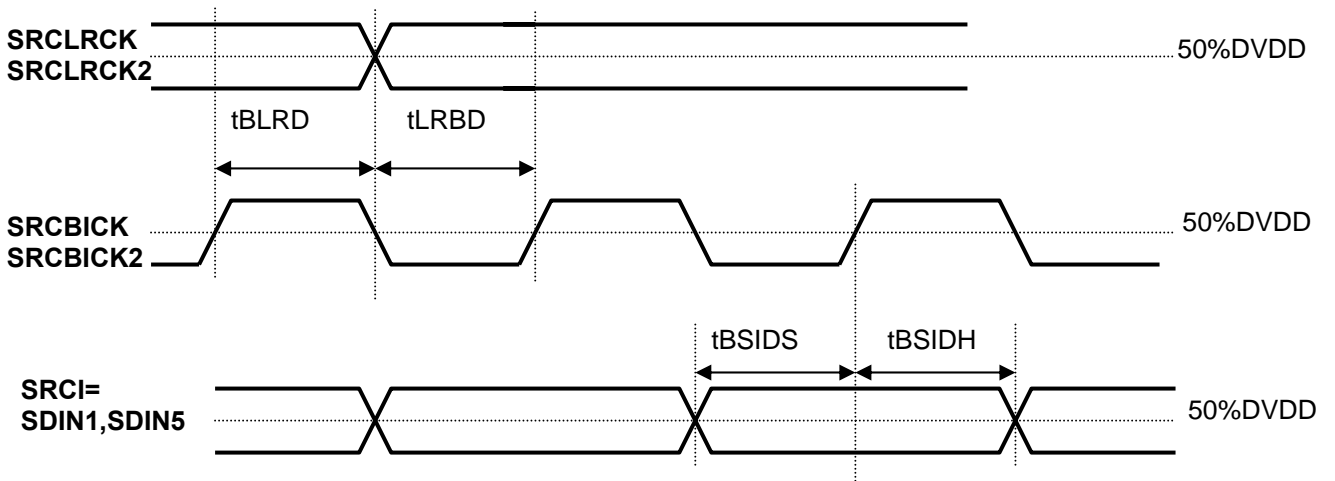 SRCLRCK
SRCLRCK2
50%DVDD
tBLRD
tLRBD
SRCBICK
SRCBICK2
50%DVDD
tBSIDS
tBSIDH
SRCI=
SDIN1,SDIN5
50%DVDD